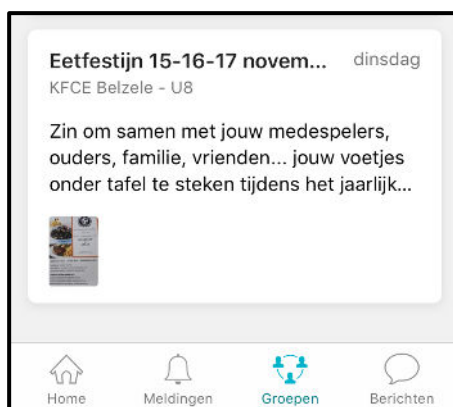 Eetfestijn 15-16-17 novem... dinsdag
KFCE Belzele - U8
Zin om samen met jouw medespelers,
ouders, familie, vrienden... jouw voetjes
onder tafel te steken tijdens het jaarlijk...
Home Meldingen Groepen Berichten